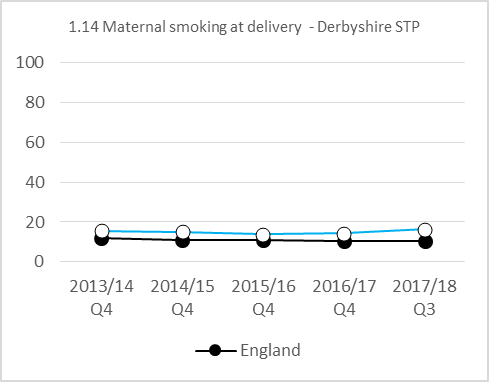 1.14 Maternal smoking at delivery - Derbyshire STP
100
80
60
40
20
0
2013/14 2014/15 2015/16 2016/17 2017/18
Q4 Q4 Q4 Q4 Q3
England